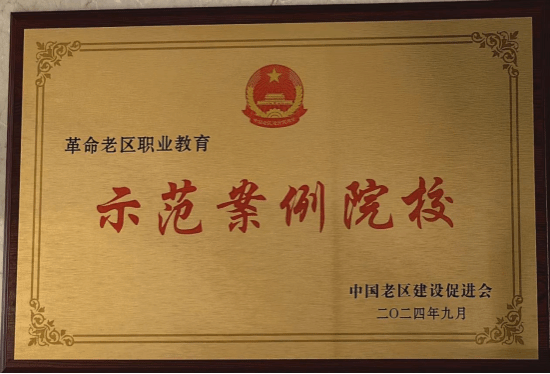 革命老区职业教育
示范案例院校
中国老区建设促进会
二〇二四年九月